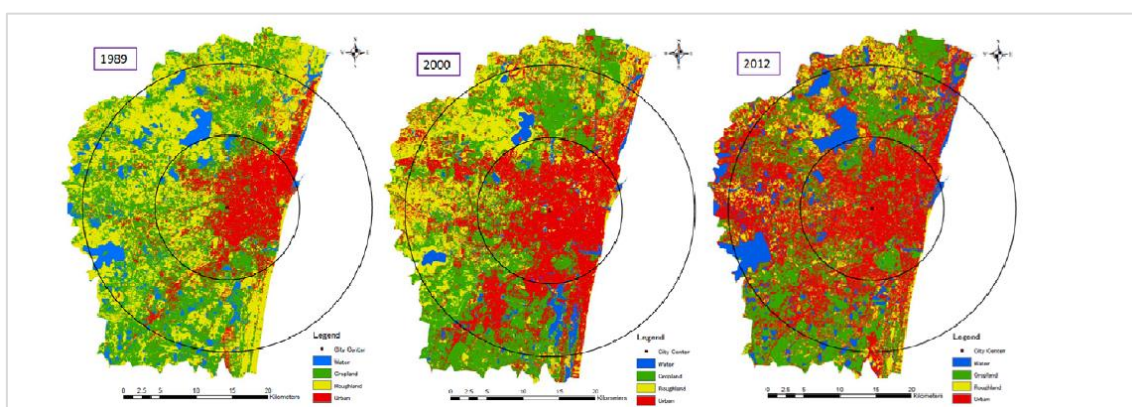 1989
2000
2012
Legend
City Center
Water
Cropland
Roughland
Urban
0 2.5 5 10 15 20
Kilometers
Legend
City Center
Water
Cropland
Roughland
Urban
0 2.5 5 10 15 20
Kilometers
Legend
City Center
Water
Cropland
Roughland
Urban
0 2.5 5 10 15 20
Kilometers